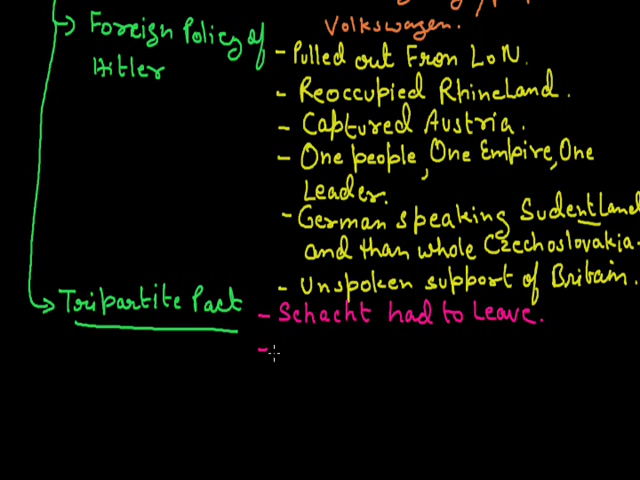 Volkswagen.
Foreign Policy of
Hitler
- Pulled out From LoN.
- Reoccupied RhineLand.
- Captured Austria.
- One people, One Empire, One
Leader.
- German speaking Sudentland
and than whole Czechoslovakia.
- Unspoken support of Britain.
Tripartite Pact
- Schacht had to Leave.
-